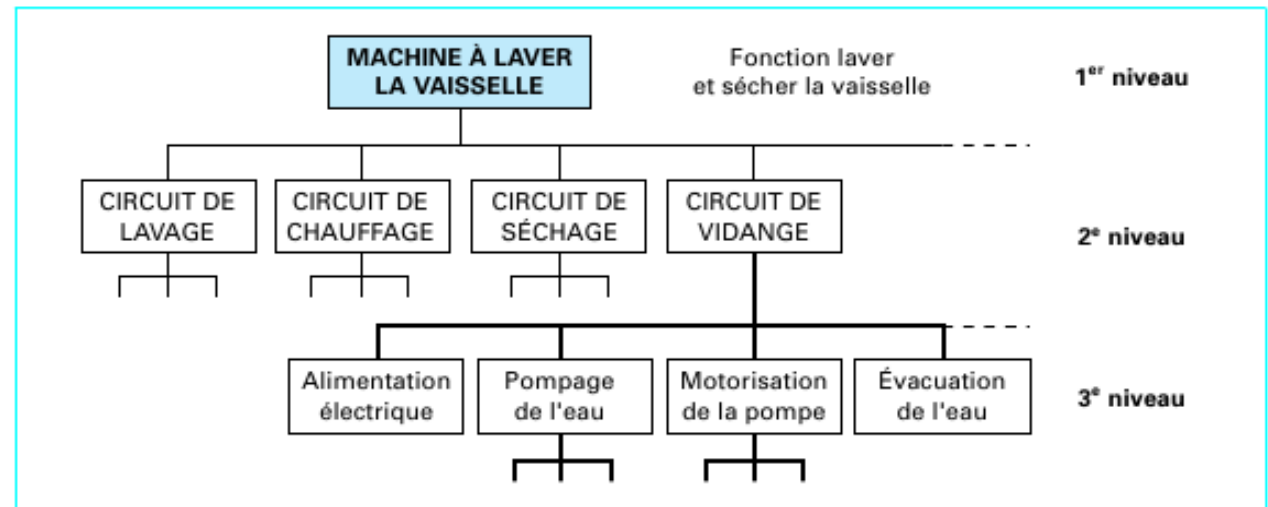 MACHINE À LAVER
LA VAISSELLE
Fonction laver
et sécher la vaisselle
1er niveau
CIRCUIT DE
LAVAGE
CIRCUIT DE
CHAUFFAGE
CIRCUIT DE
SÉCHAGE
CIRCUIT DE
VIDANGE
2e niveau
Alimentation
électrique
Pompage
de l'eau
Motorisation
de la pompe
Évacuation
de l'eau
3e niveau